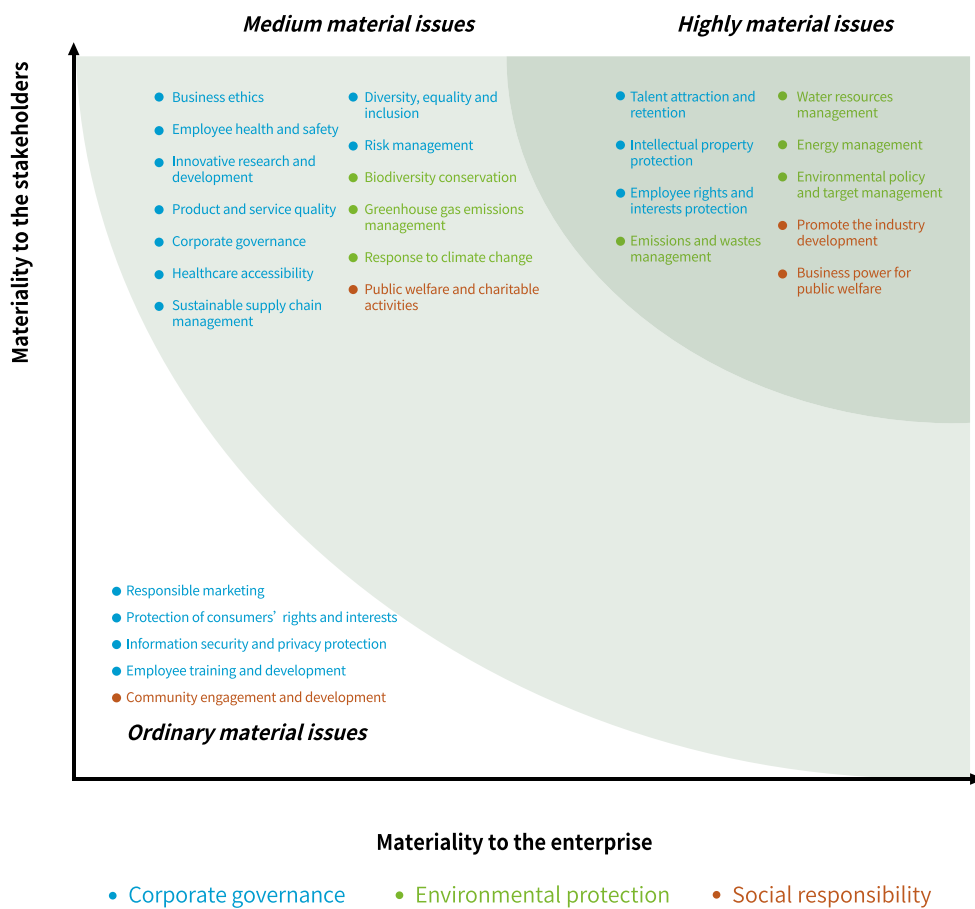 Medium material issues
Highly material issues
Materiality to the stakeholders
Business ethics
Employee health and safety
Innovative research and
development
Product and service quality
Corporate governance
Healthcare accessibility
Sustainable supply chain
management
Diversity, equality and
inclusion
Risk management
Biodiversity conservation
Greenhouse gas emissions
management
Response to climate change
Public welfare and charitable
activities
Talent attraction and
retention
Intellectual property
protection
Employee rights and
interests protection
Emissions and wastes
management
Water resources
management
Energy management
Environmental policy
and target management
Promote the industry
development
Business power for
public welfare
Responsible marketing
Protection of consumers’ rights and interests
Information security and privacy protection
Employee training and development
Community engagement and development
Ordinary material issues
Materiality to the enterprise
Corporate governance
Environmental protection
Social responsibility